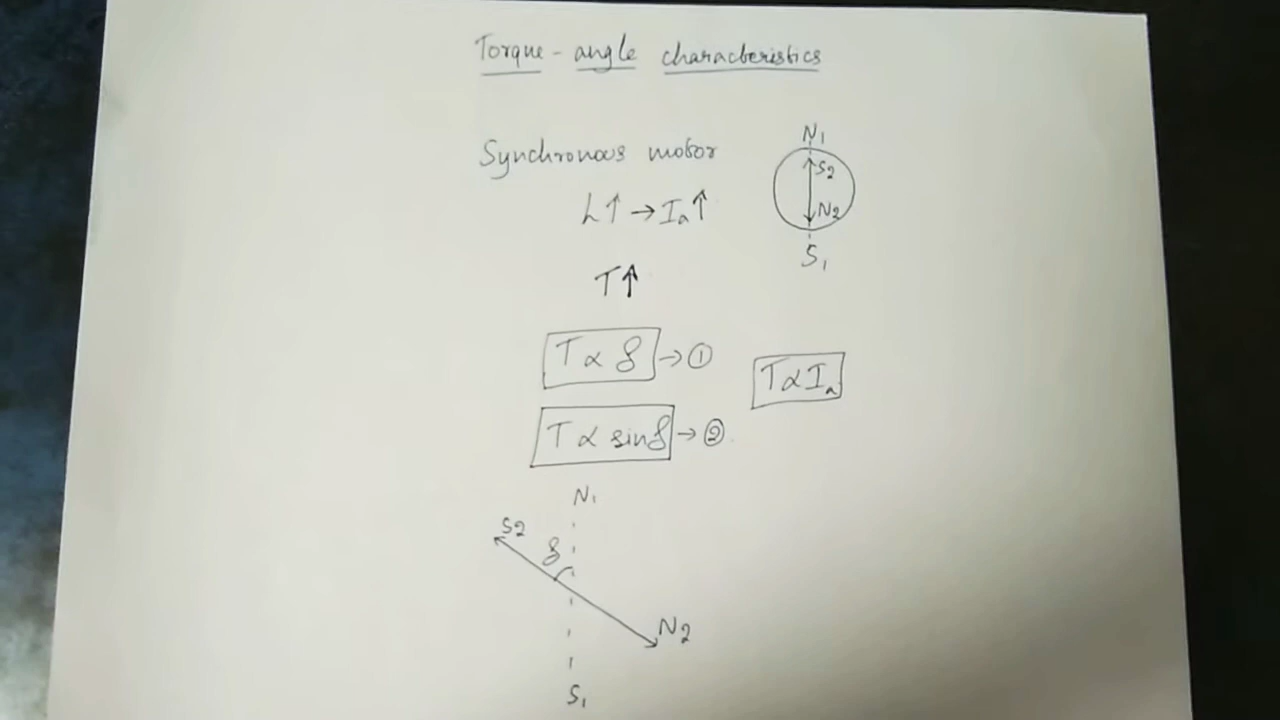 Torque - angle characteristics
Synchronous motor
N1
S2
N2
S1
L↑ → Ia↑
T↑
T ∝ δ → ①
T ∝ Ia
T ∝ sinδ → ②
N1
S2
δ
N2
S1